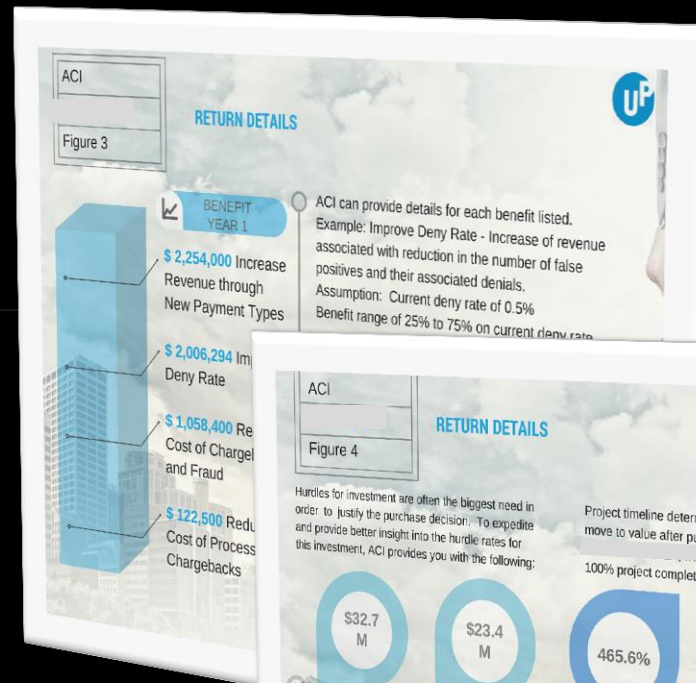 ACI
Figure 3
RETURN DETAILS
UP
BENEFIT
YEAR 1
$ 2,254,000 Increase
Revenue through
New Payment Types
$ 2,006,294
Deny Rate
$ 1,058,400
Cost of
and Fraud
$ 122,500
Cost of
Chargebacks
ACI can provide details for each benefit listed.
Example: Improve Deny Rate - Increase of revenue
associated with reduction in the number of false
positives and their associated denials.
Assumption: Current deny rate of 0.5%
Benefit range of 25% to 75% on current deny rate
ACI
Figure 4
RETURN DETAILS
Hurdles for investment are often the biggest need in
order to justify the purchase decision. To expedite
and provide better insight into the hurdle rates for
this investment, ACI provides you with the following:
Project timeline
move to value after
100% project
$32.7
M
$23.4
M
465.6%